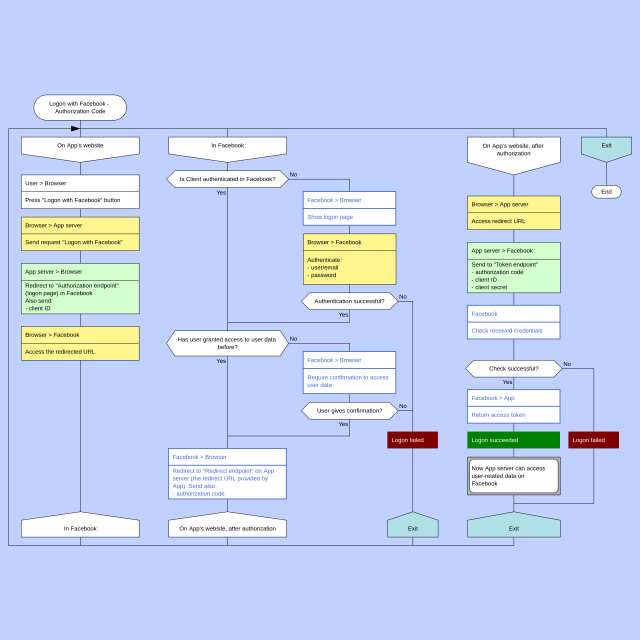 Logon with Facebook -
Authorization Code
On App's website
User > Browser
Press "Logon with Facebook" button
Browser > App server
Send request "Logon with Facebook"
App server > Browser
Redirect to "Authorization endpoint"
(logon page) in Facebook
Also send:
- client ID
Browser > Facebook
Access the redirected URL
In Facebook
In Facebook
Is Client authenticated in Facebook?
No
Yes
Facebook > Browser
Show logon page
Browser > Facebook
Authenticate:
- user/email
- password
Authentication successful?
No
Yes
Has user granted access to user data
before?
No
Yes
Facebook > Browser
Require confirmation to access
user data
User gives confirmation?
No
Yes
Facebook > Browser
Redirect to "Redirect endpoint" on App
server (the redirect URL provided by
App). Send also:
- authorization code
On App's website, after authorization
Logon failed
Exit
On App's website, after
authorization
Browser > App server
Access redirect URL
App server > Facebook
Send to "Token endpoint"
- authorization code
- client ID
- client secret
Facebook
Check received credentials
Check successful?
No
Yes
Facebook > App
Return access token
Logon succeeded
Logon failed
Now App server can access
user-related data on
Facebook
Exit
Exit
End